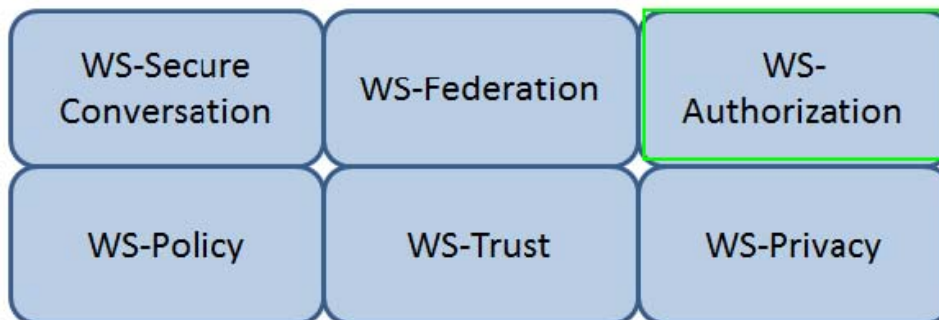 WS-Secure
Conversation
WS-Federation
WS-
Authorization
WS-Policy
WS-Trust
WS-Privacy